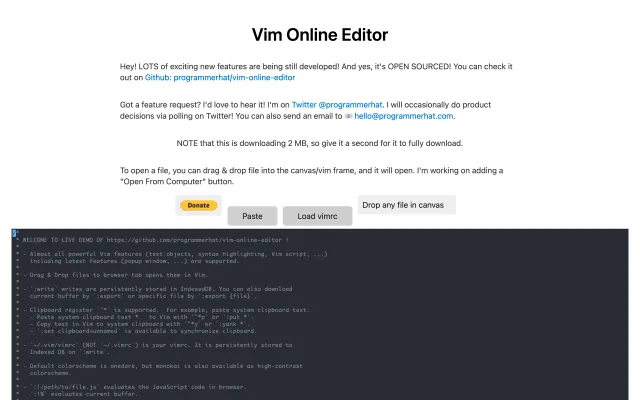 Vim Online Editor
Hey! LOTS of exciting new features are being still developed! And yes, it's OPEN SOURCED! You can check it
out on Github: programmerhat/vim-online-editor
Got a feature request? I'd love to hear it! I'm on Twitter @programmerhat. I will occasionally do product
decisions via polling on Twitter! You can also send an email to 📧 hello@programmerhat.com.
NOTE that this is downloading 2 MB, so give it a second for it to fully download.
To open a file, you can drag & drop file into the canvas/vim frame, and it will open. I'm working on adding a
"Open From Computer" button.
Donate
Paste
Load vimrc
Drop any file in canvas
/*
* WELCOME TO LIVE DEMO OF https://github.com/programmerhat/vim-online-editor !
*
* - Almost all powerful Vim features (text objects, syntax highlighting, Vim script, ...)
*   including latest features (popup window, ...) are supported.
*
* - Drag & Drop files to browser tab opens them in Vim.
*
* - `:write` writes are persistently stored in IndexedDB. You can also download
*   current buffer by `:export` or specific file by `:export {file}`.
*
* - Clipboard register `"*` is supported.  For example, paste system clipboard
*   - Paste system clipboard text *   to Vim with `"*p` or `:put *`.
*   - Copy text in Vim to system clipboard with `"*y` or `:yank *`.
*   - `:set clipboard=unnamed` is available to synchronize clipboard.
*
* - `~/.vim/vimrc` (NOT `~/.vimrc`) is your vimrc. It is persistently stored to
*   Indexed DB on `:write`.
*
* - Default colorscheme is onedark, but monokai is also available as high-contrast
*   colorscheme.
*
* - `:!/path/to/file.js` evaluates the JavaScript code in browser.
*   `:!%` evaluates current buffer.